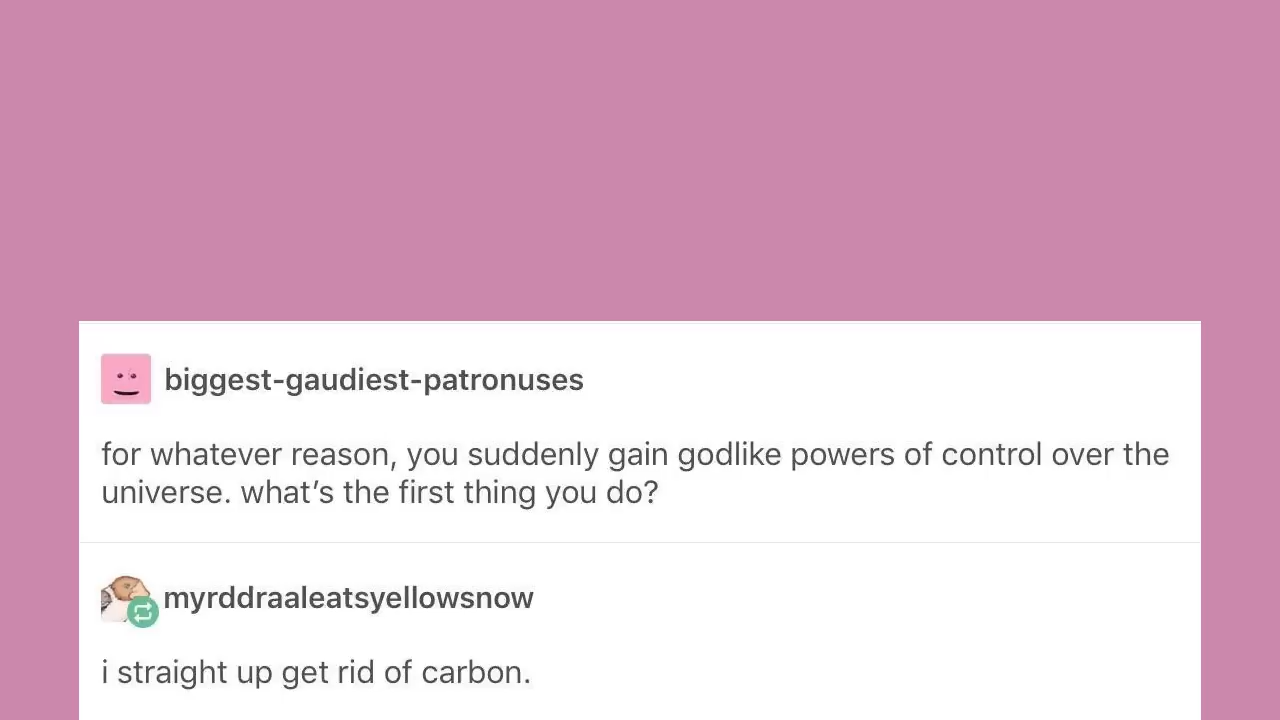 biggest-gaudiest-patronuses
for whatever reason, you suddenly gain godlike powers of control over the
universe. what’s the first thing you do?
myrddraaleatsyellowsnow
i straight up get rid of carbon.